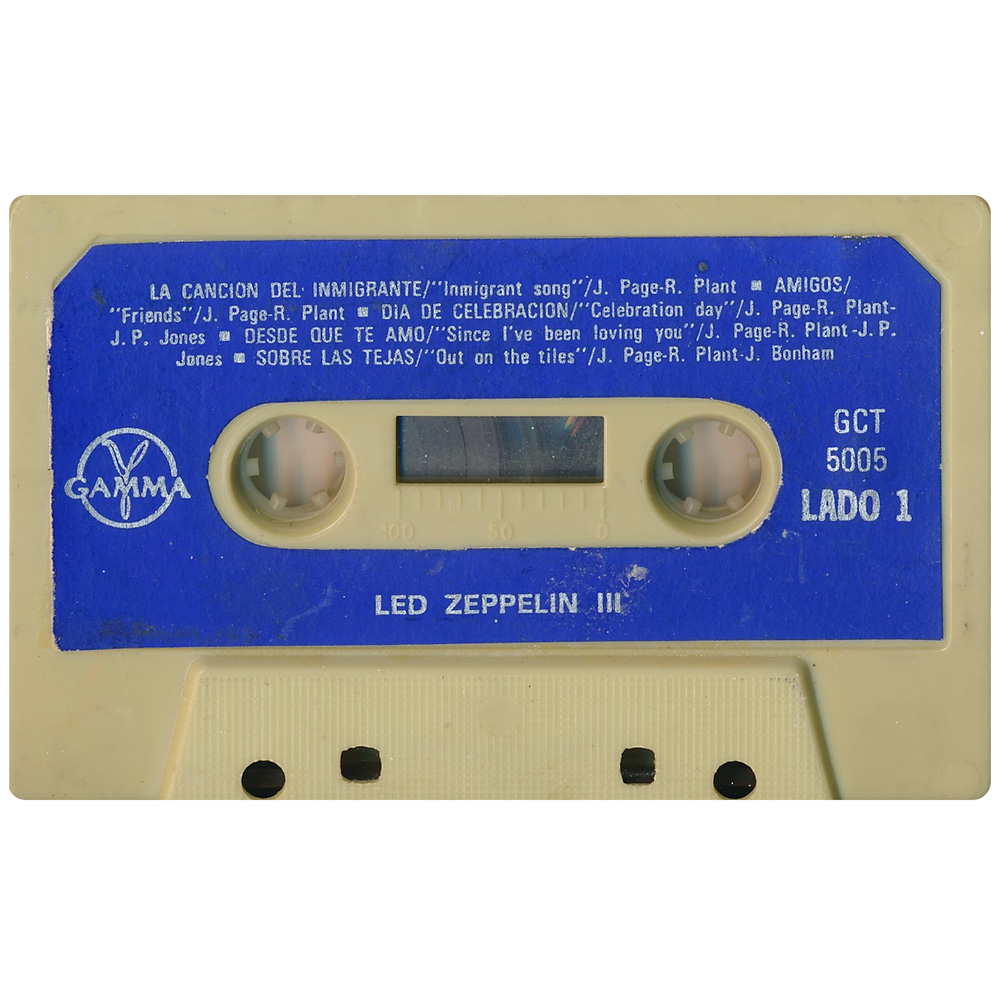 LA CANCION DEL INMIGRANTE/"Inmigrant song"/J. Page-R. Plant ■ AMIGOS/
"Friends"/J. Page-R. Plant ■ DIA DE CELEBRACION/"Celebration day"/J. Page-R. Plant-
J. P. Jones ■ DESDE QUE TE AMO/"Since I've been loving you"/J. Page-R. Plant-J. P.
Jones ■ SOBRE LAS TEJAS/"Out on the tiles"/J. Page-R. Plant-J. Bonham
GAMMA
GCT
5005
LADO 1
100 50 0
LED ZEPPELIN III